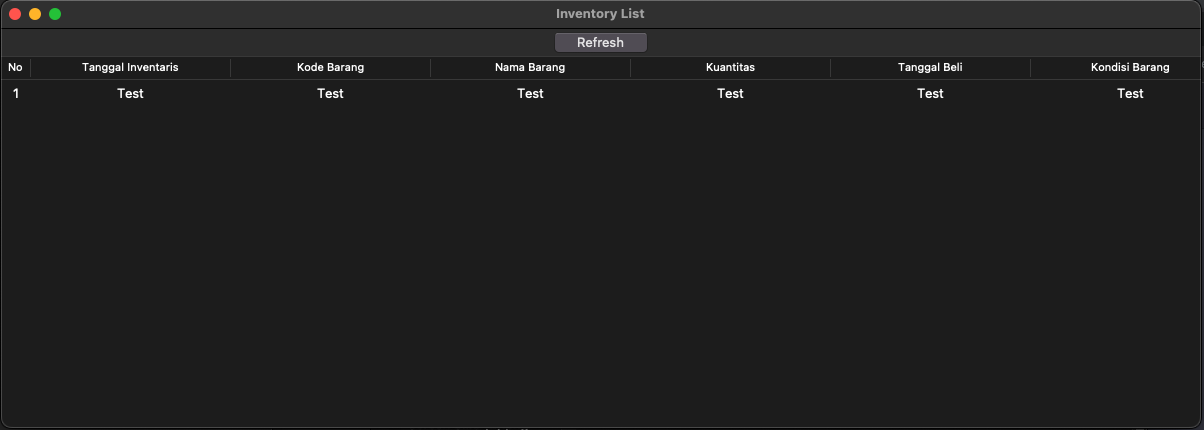 Inventory List
Refresh
No Tanggal Inventaris Kode Barang Nama Barang Kuantitas Tanggal Beli Kondisi Barang
1 Test Test Test Test Test Test